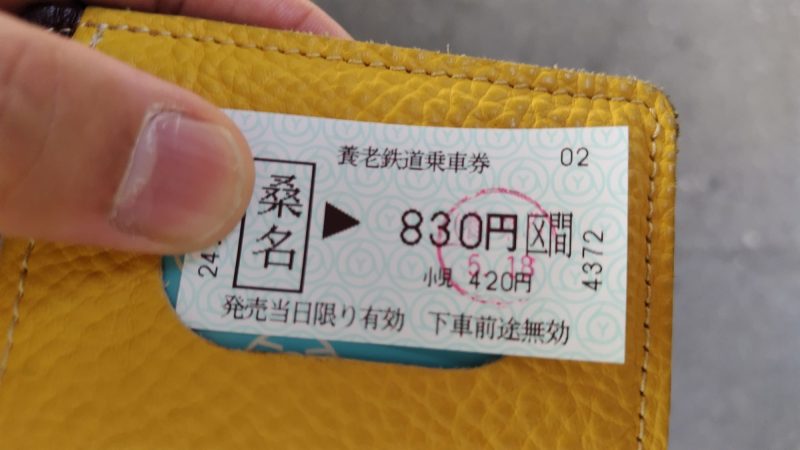 養老鉄道乗車券 02
桑名 ▶ 830円区間
小児 420円
5.18
発売当日限り有効 下車前途無効
24.
4372